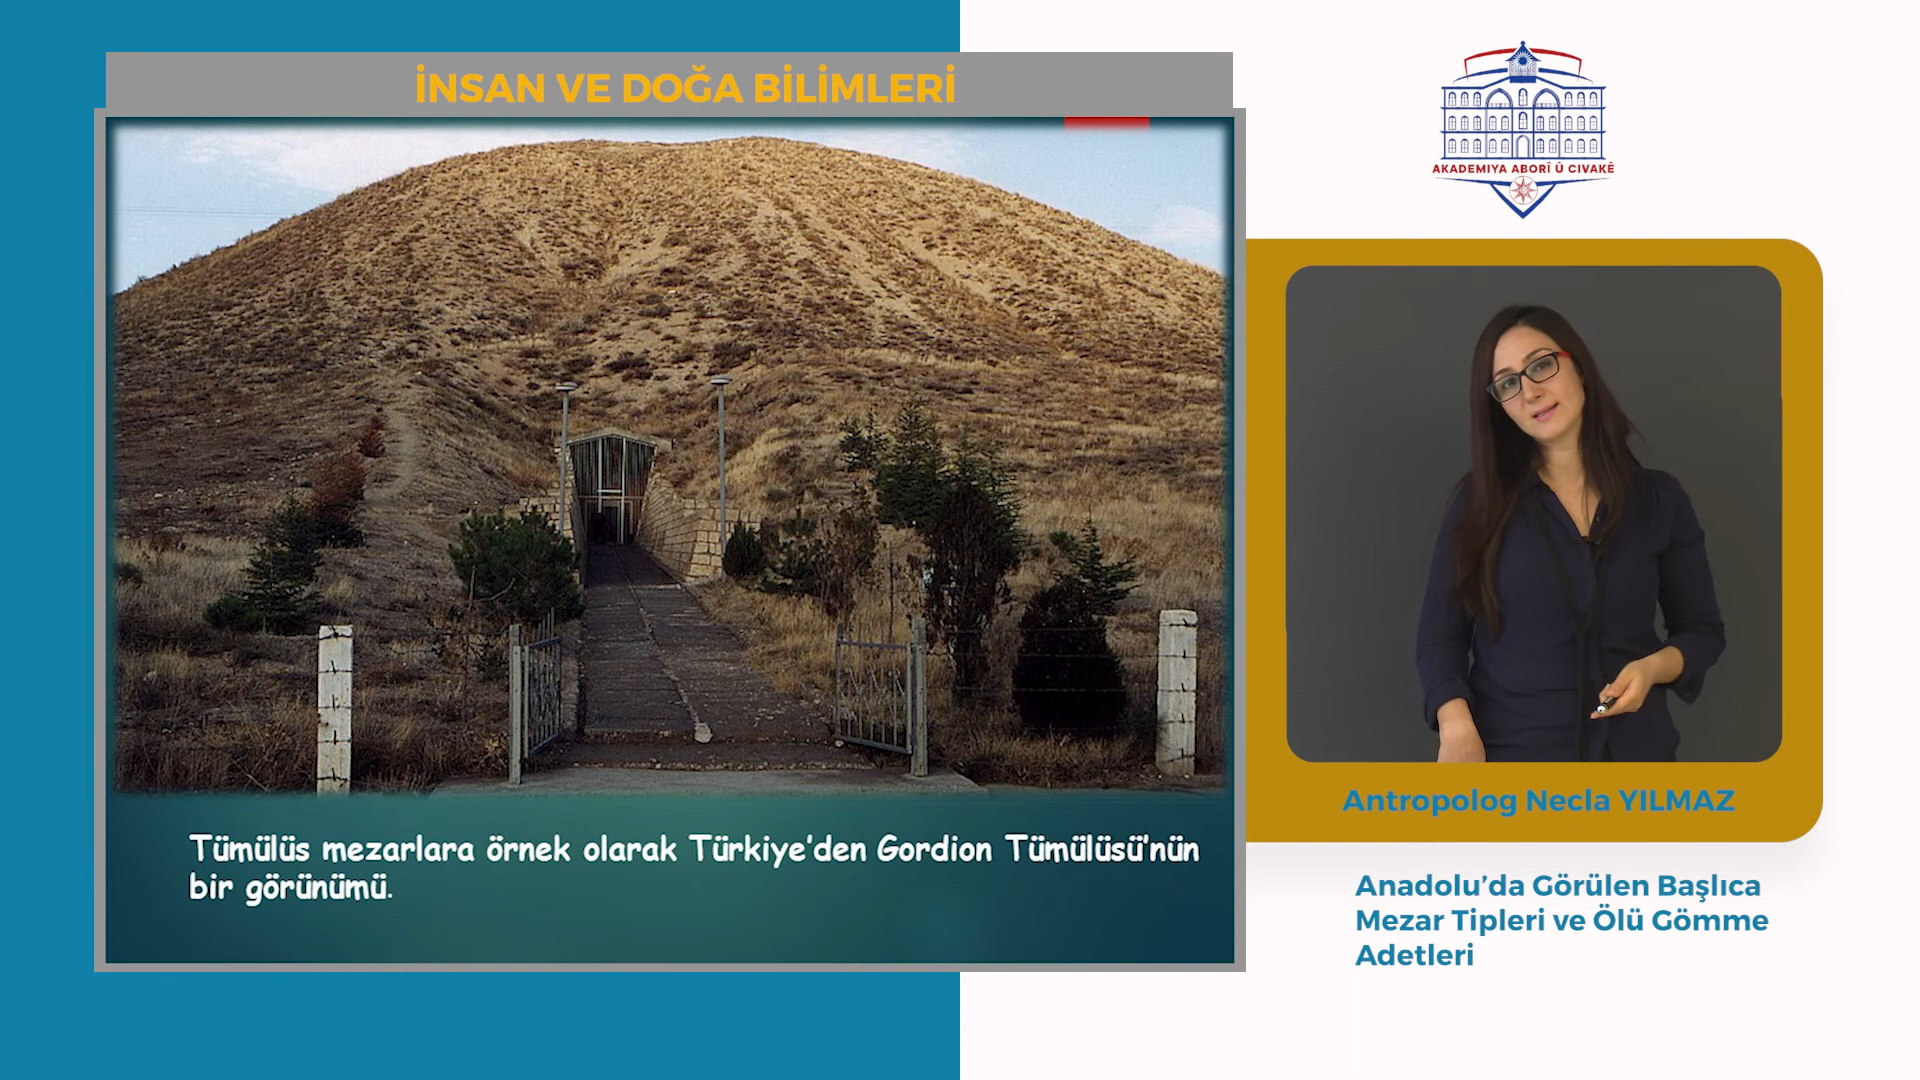 İNSAN VE DOĞA BİLİMLERİ
AKADEMIYA ABORÎ Û CIVAKÊ
Tümülüs mezarlara örnek olarak Türkiye'den Gordion Tümülüsü'nün
bir görünümü.
Antropolog Necla YILMAZ
Anadolu’da Görülen Başlıca
Mezar Tipleri ve Ölü Gömme
Adetleri